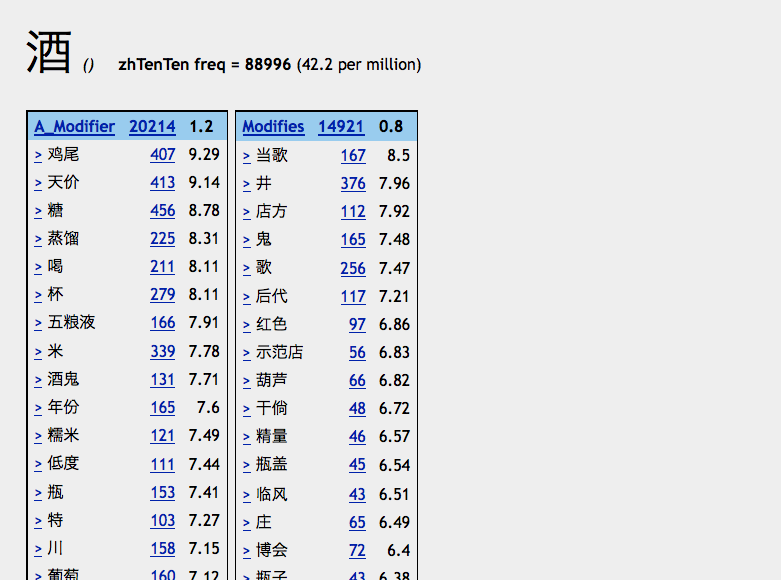 酒 () zhTenTen freq = 88996 (42.2 per million)
A_Modifier 20214 1.2
> 鸡尾 407 9.29
> 天价 413 9.14
> 糖 456 8.78
> 蒸馏 225 8.31
> 喝 211 8.11
> 杯 279 8.11
> 五粮液 166 7.91
> 米 339 7.78
> 酒鬼 131 7.71
> 年份 165 7.6
> 糯米 121 7.49
> 低度 111 7.44
> 瓶 153 7.41
> 特 103 7.27
> 川 158 7.15
> 葡萄 160 7.12
Modifies 14921 0.8
> 当歌 167 8.5
> 井 376 7.96
> 店方 112 7.92
> 鬼 165 7.48
> 歌 256 7.47
> 后代 117 7.21
> 红色 97 6.86
> 示范店 56 6.83
> 葫芦 66 6.82
> 干倘 48 6.72
> 精量 46 6.57
> 瓶盖 45 6.54
> 临风 43 6.51
> 庄 65 6.49
> 博会 72 6.4
> 瓶子 43 6.38